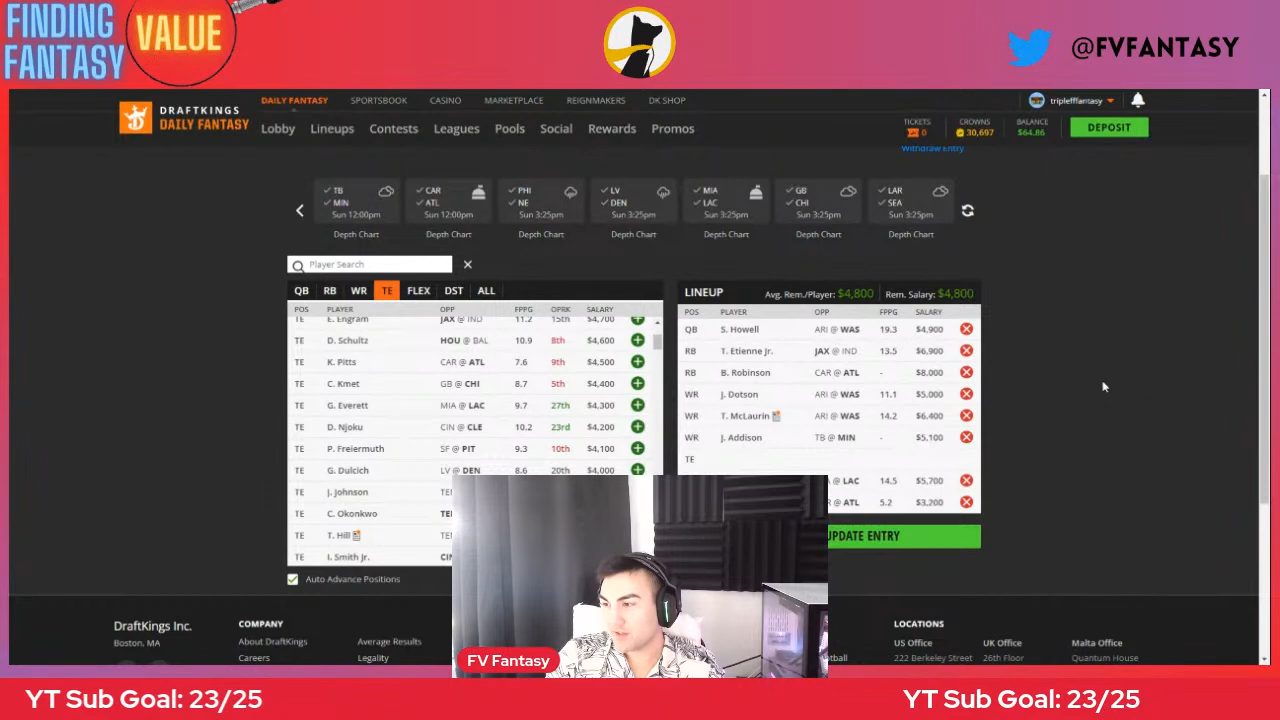 FINDING
FANTASY
VALUE
@FVFANTASY
DRAFTKINGS
DAILY FANTASY
DAILY FANTASY SPORTSBOOK CASINO MARKETPLACE REIGNMAKERS DK SHOP
tripleffffantasy
Lobby Lineups Contests Leagues Pools Social Rewards Promos
TICKETS CROWNS BALANCE
0 30,697 $64.86
DEPOSIT
Withdraw Entry
TB CAR PHI LV MIA GB LAR
MIN ATL NE DEN LAC CHI SEA
Sun 12:00pm Sun 12:00pm Sun 3:25pm Sun 3:25pm Sun 3:25pm Sun 3:25pm Sun 3:25pm
Depth Chart Depth Chart Depth Chart Depth Chart Depth Chart Depth Chart Depth Chart
Player Search
QB RB WR TE FLEX DST ALL
POS PLAYER OPP FPPG OPRK SALARY
TE E. Engram JAX @ IND 11.2 15th $4,700
TE D. Schultz HOU @ BAL 10.9 8th $4,600
TE K. Pitts CAR @ ATL 7.6 9th $4,500
TE C. Kmet GB @ CHI 8.7 5th $4,400
TE G. Everett MIA @ LAC 9.7 27th $4,300
TE D. Njoku CIN @ CLE 10.2 23rd $4,200
TE P. Freiermuth SF @ PIT 9.3 10th $4,100
TE G. Dulcich LV @ DEN 8.6 20th $4,000
TE J. Johnson TEN
TE C. Okonkwo TEN
TE T. Hill TEN
TE I. Smith Jr. CIN
Auto Advance Positions
LINEUP Avg. Rem./Player: $4,800 Rem. Salary: $4,800
POS PLAYER OPP FPPG SALARY
QB S. Howell ARI @ WAS 19.3 $4,900
RB T. Etienne Jr. JAX @ IND 13.5 $6,900
RB B. Robinson CAR @ ATL - $8,000
WR J. Dotson ARI @ WAS 11.1 $5,000
WR T. McLaurin ARI @ WAS 14.2 $6,400
WR J. Addison TB @ MIN - $5,100
TE
@ LAC 14.5 $5,700
@ ATL 5.2 $3,200
UPDATE ENTRY
DraftKings Inc.
Boston, MA
COMPANY
About DraftKings
Careers
Average Results
Legality
LOCATIONS
US Office UK Office Malta Office
222 Berkeley Street 26th Floor Quantum House
FV Fantasy
YT Sub Goal: 23/25
YT Sub Goal: 23/25